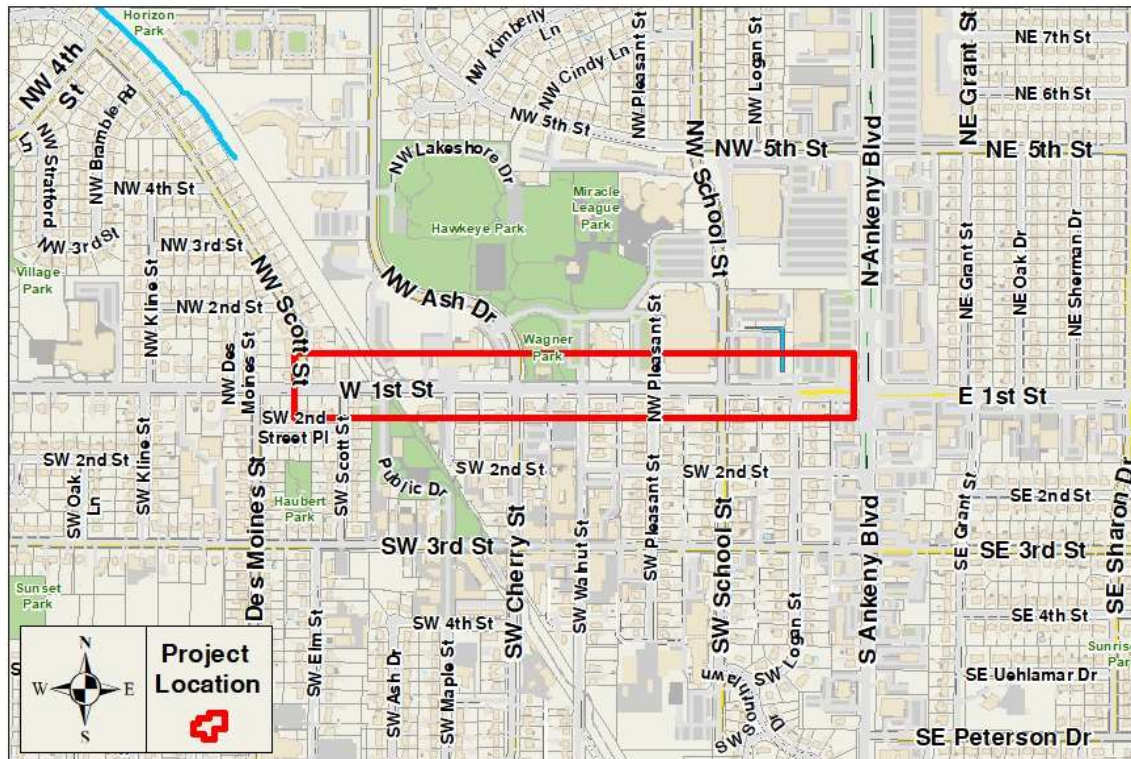 Horizon
Park
NW 4th
St
NW Bramble Rd
NW Stratford
Ln
NW 3rd St
Village
Park
NW 4th St
NW 3rd St
NW 2nd St
NW Kline St
NW Des
Moines St
NW Scott St
NW Kimberly
Ln
NW Cindy Ln
NW 5th St
NW Pleasant St
NW Logan St
NW Lakeshore Dr
Hawkeye Park
Miracle
League
Park
NW School St
NW 5th St
N Ankeny Blvd
NE Grant St
NE 7th St
NE 6th St
NE 5th St
NE Grant St
NE Oak Dr
NE Sherman Dr
NW Ash Dr
Wagner
Park
NW Pleasant St
W 1st St
E 1st St
SW 2nd
Street Pl
SW Kline St
SW 2nd St
SW Oak
Ln
Des Moines St
Haubert
Park
SW Scott St
Public Dr
SW 2nd St
SW Cherry St
SW Walnut St
SW Pleasant St
SW 2nd St
SW School St
S Ankeny Blvd
SE Grant St
SE 2nd St
SE Sharon Dr
SW 3rd St
SE 3rd St
Sunset
Park
SW Elm St
SW Ash Dr
SW Maple St
SW 4th St
SW Logan St
SW Southlawn
Dr
SE 4th St
Sunrise
Park
SE Uehlamar Dr
SE Peterson Dr
N
W
E
S
Project
Location